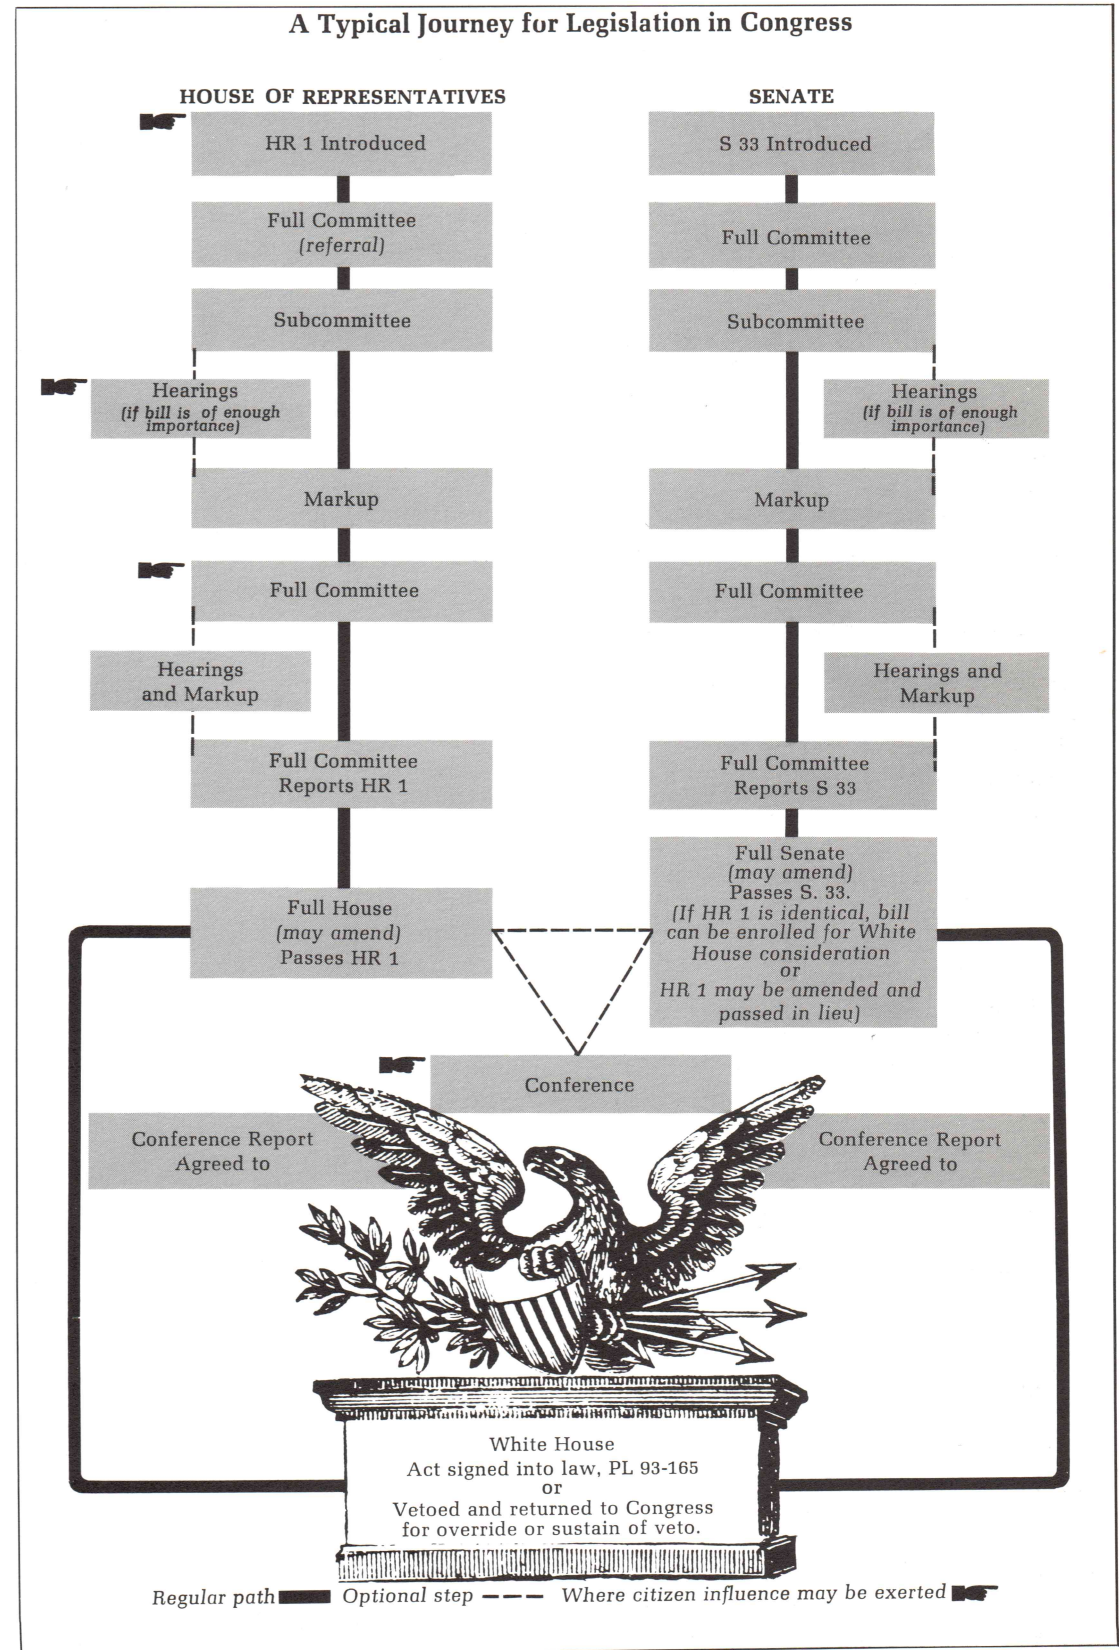 A Typical Journey for Legislation in Congress
HOUSE OF REPRESENTATIVES
HR 1 Introduced
Full Committee
(referral)
Subcommittee
Hearings
(if bill is of enough
importance)
Markup
Full Committee
Hearings
and Markup
Full Committee
Reports HR 1
Full House
(may amend)
Passes HR 1
SENATE
S 33 Introduced
Full Committee
Subcommittee
Hearings
(if bill is of enough
importance)
Markup
Full Committee
Hearings and
Markup
Full Committee
Reports S 33
Full Senate
(may amend)
Passes S. 33.
(If HR 1 is identical, bill
can be enrolled for White
House consideration
or
HR 1 may be amended and
passed in lieu)
Conference
Conference Report
Agreed to
Conference Report
Agreed to
White House
Act signed into law, PL 93-165
or
Vetoed and returned to Congress
for override or sustain of veto.
Regular path Optional step Where citizen influence may be exerted